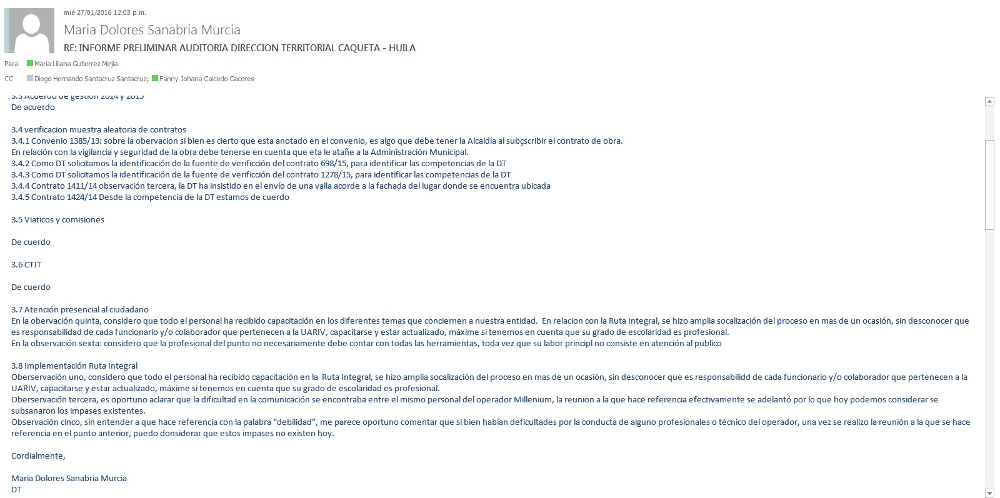 mié 27/01/2016 12:03 p.m.
Maria Dolores Sanabria Murcia
RE: INFORME PRELIMINAR AUDITORIA DIRECCION TERRITORIAL CAQUETA - HUILA
Para Maria Liliana Gutierrez Mejia
CC Diego Hernando Santacruz Santacruz; Fanny Johana Caicedo Caceres
3.3 Acuerdo de gestion 2014 y 2015
De acuerdo
3.4 verificacion muestra aleatoria de contratos
3.4.1 Convenio 1385/13: sobre la obervacion si bien es cierto que esta anotado en el convenio, es algo que debe tener la Alcaldía al subçscribir el contrato de obra.
En relación con la vigilancia y seguridad de la obra debe tenerse en cuenta que eta le atañe a la Administración Municipal.
3.4.2 Como DT solicitamos la identificación de la fuente de verificción del contrato 698/15, para identificar las competencias de la DT
3.4.3 Como DT solicitamos la identificación de la fuente de verificción del contrato 1278/15, para identificar las competencias de la DT
3.4.4 Contrato 1411/14 observación tercera, la DT ha insistido en el envío de una valla acorde a la fachada del lugar donde se encuentra ubicada
3.4.5 Contrato 1424/14 Desde la competencia de la DT estamos de cuerdo
3.5 Viaticos y comisiones
De cuerdo
3.6 CTJT
De cuerdo
3.7 Atención presencial al ciudadano
En la obervación quinta, considero que todo el personal ha recibido capacitación en los diferentes temas que conciernen a nuestra entidad.  En relacion con la Ruta Integral, se hizo amplia socalización del proceso en mas de un ocasión, sin desconocer que
es responsabilidad de cada funcionario y/o colaborador que pertenecen a la UARIV, capacitarse y estar actualizado, máxime si tenemos en cuenta que su grado de escolaridad es profesional.
En la observación sexta: considero que la profesional del punto no necesariamente debe contar con todas las herramientas, toda vez que su labor principl no consiste en atención al publico
3.8 Implementación Ruta Integral
Oberservación uno, considero que todo el personal ha recibido capacitación en la  Ruta Integral, se hizo amplia socalización del proceso en mas de un ocasión, sin desconocer que es responsabilidd de cada funcionario y/o colaborador que pertenecen a la
UARIV, capacitarse y estar actualizado, máxime si tenemos en cuenta que su grado de escolaridad es profesional.
Oberservación tercera, es oportuno aclarar que la dificultad en la comunicación se encontraba entre el mismo personal del operador Millenium, la reunion a la que hace referencia efectivamente se adelantó por lo que hoy podemos considerar se
subsanaron los impases existentes.
Observación cinco, sin entender a que hace referencia con la palabra “debilidad”, me parece oportuno comentar que si bien habían deficultades por la conducta de alguno profesionales o técnico del operador, una vez se realizo la reunión a la que se hace
referencia en el punto anterior, puedo donsiderar que estos impases no existen hoy.
Cordialmente,
Maria Dolores Sanabria Murcia
DT